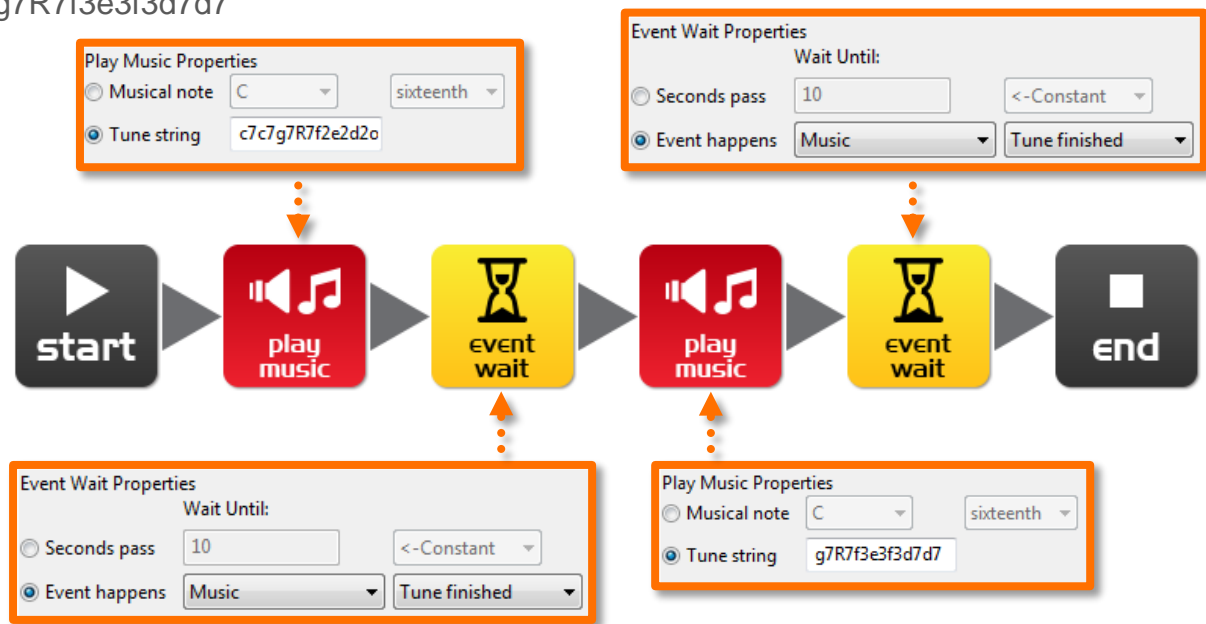 g7R7f3e3f3d7d7
Play Music Properties
Musical note C sixteenth
Tune string c7c7g7R7f2e2d2o
Event Wait Properties
Wait Until:
Seconds pass 10 <-Constant
Event happens Music Tune finished
start
play music
event wait
play music
event wait
end
Event Wait Properties
Wait Until:
Seconds pass 10 <-Constant
Event happens Music Tune finished
Play Music Properties
Musical note C sixteenth
Tune string g7R7f3e3f3d7d7